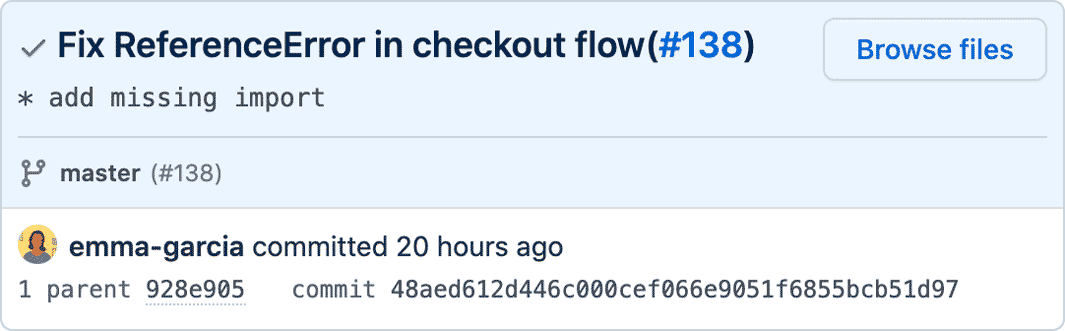 Fix ReferenceError in checkout flow(#138)
Browse files
* add missing import
master (#138)
emma-garcia committed 20 hours ago
1 parent 928e905 commit 48aed612d446c000cef066e9051f6855bcb51d97